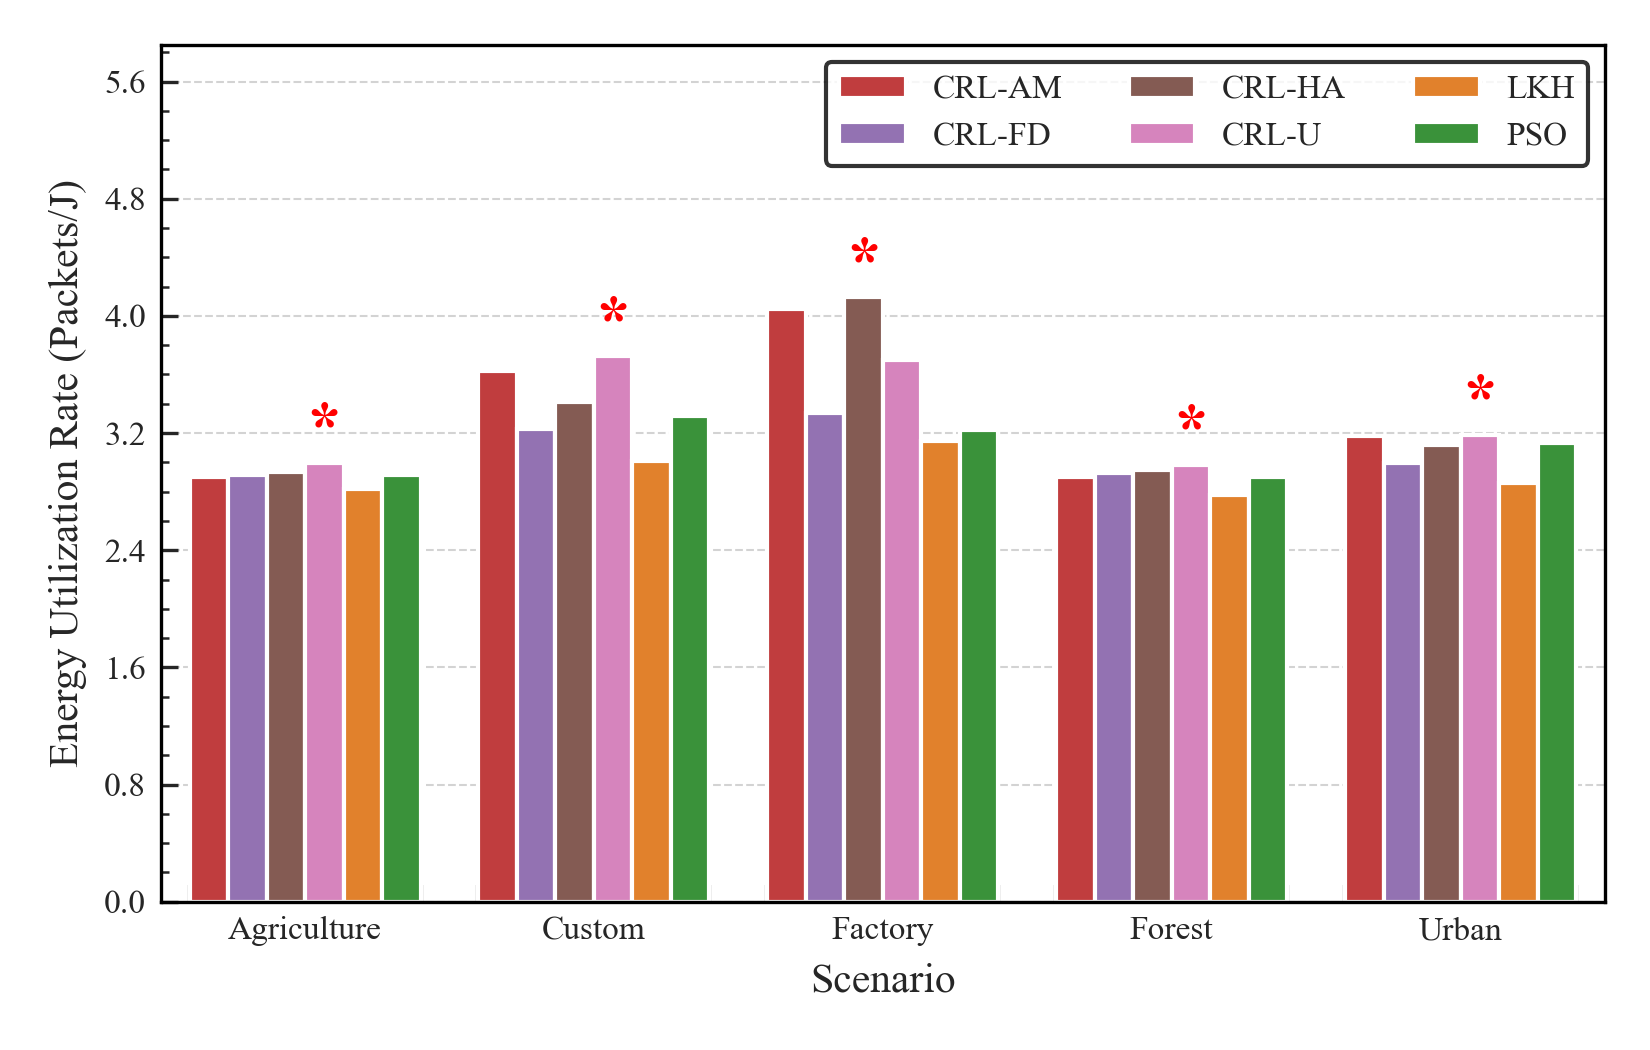 CRL-AM CRL-HA LKH
CRL-FD CRL-U PSO
Energy Utilization Rate (Packets/J)
5.6
4.8
4.0
3.2
2.4
1.6
0.8
0.0
*
*
*
*
*
Agriculture Custom Factory Forest Urban
Scenario